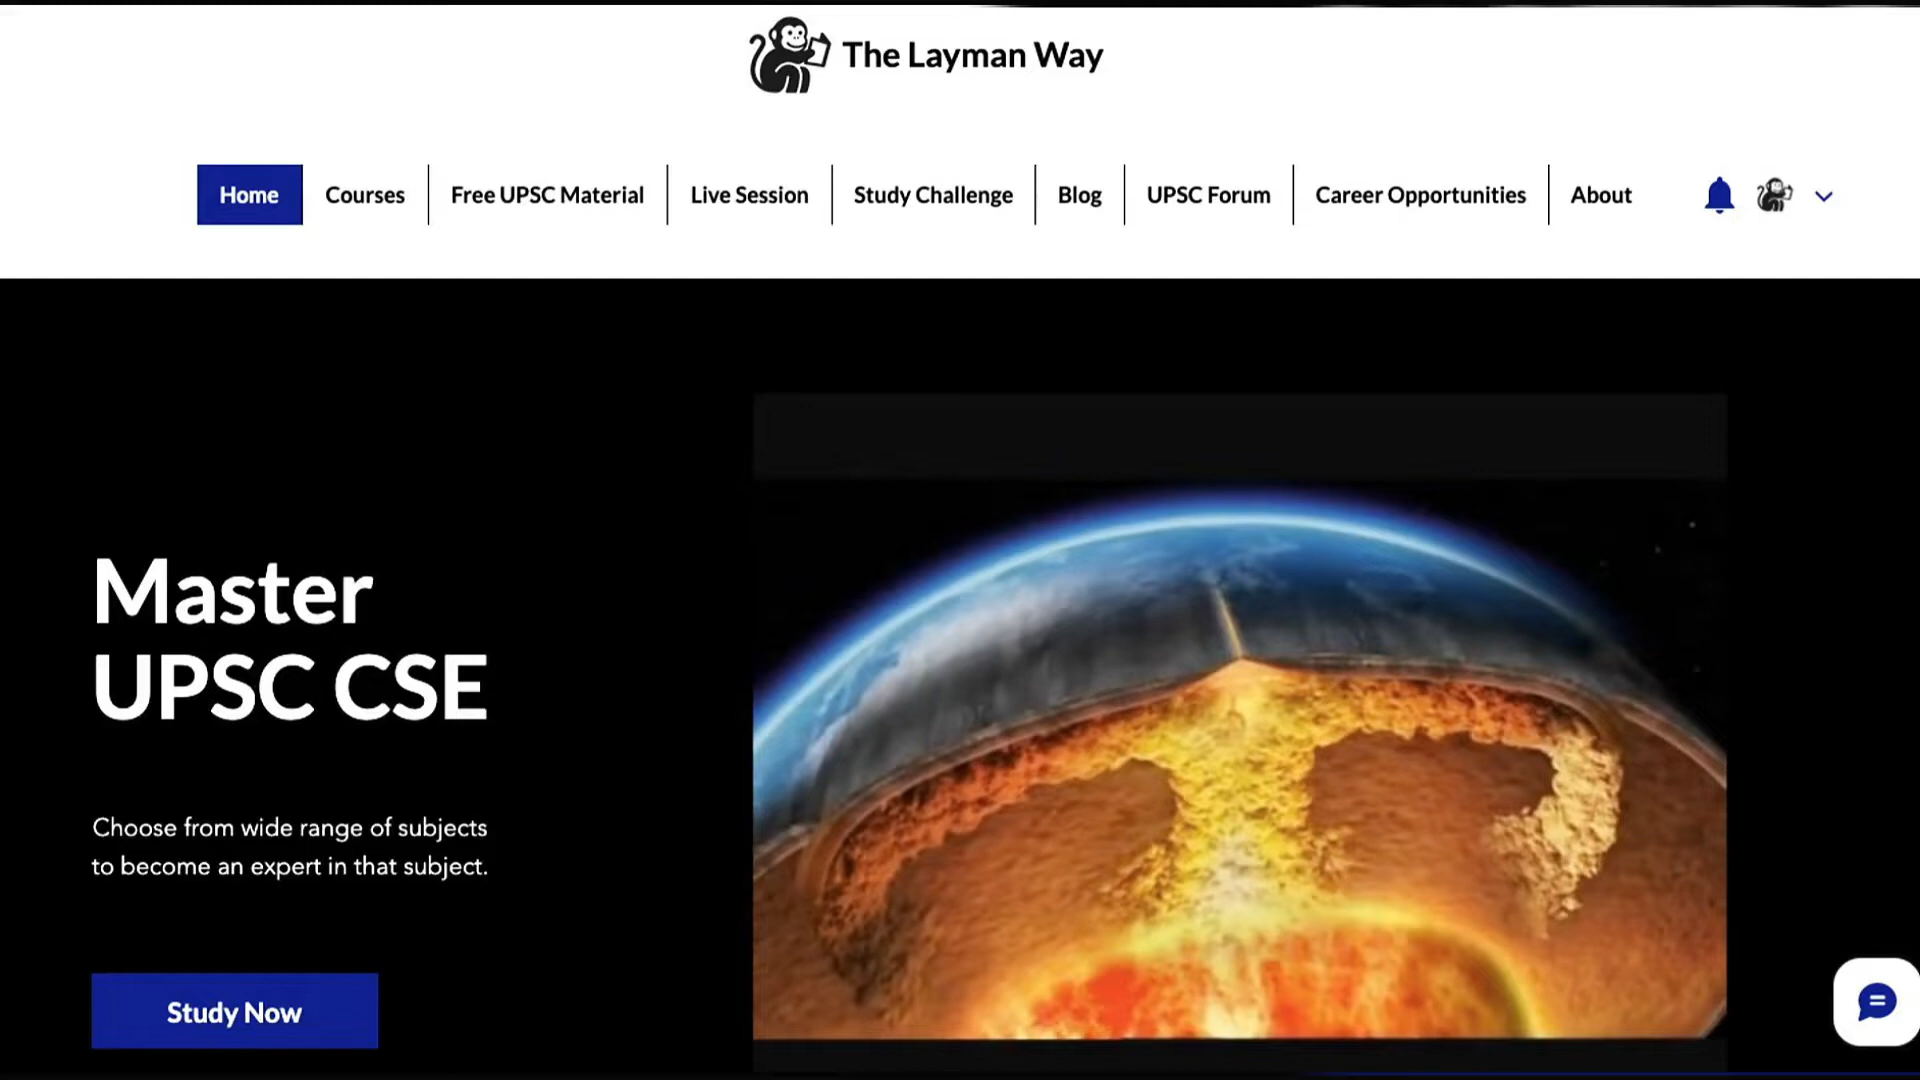 The Layman Way
Home
Courses
Free UPSC Material
Live Session
Study Challenge
Blog
UPSC Forum
Career Opportunities
About
Master
UPSC CSE
Choose from wide range of subjects
to become an expert in that subject.
Study Now